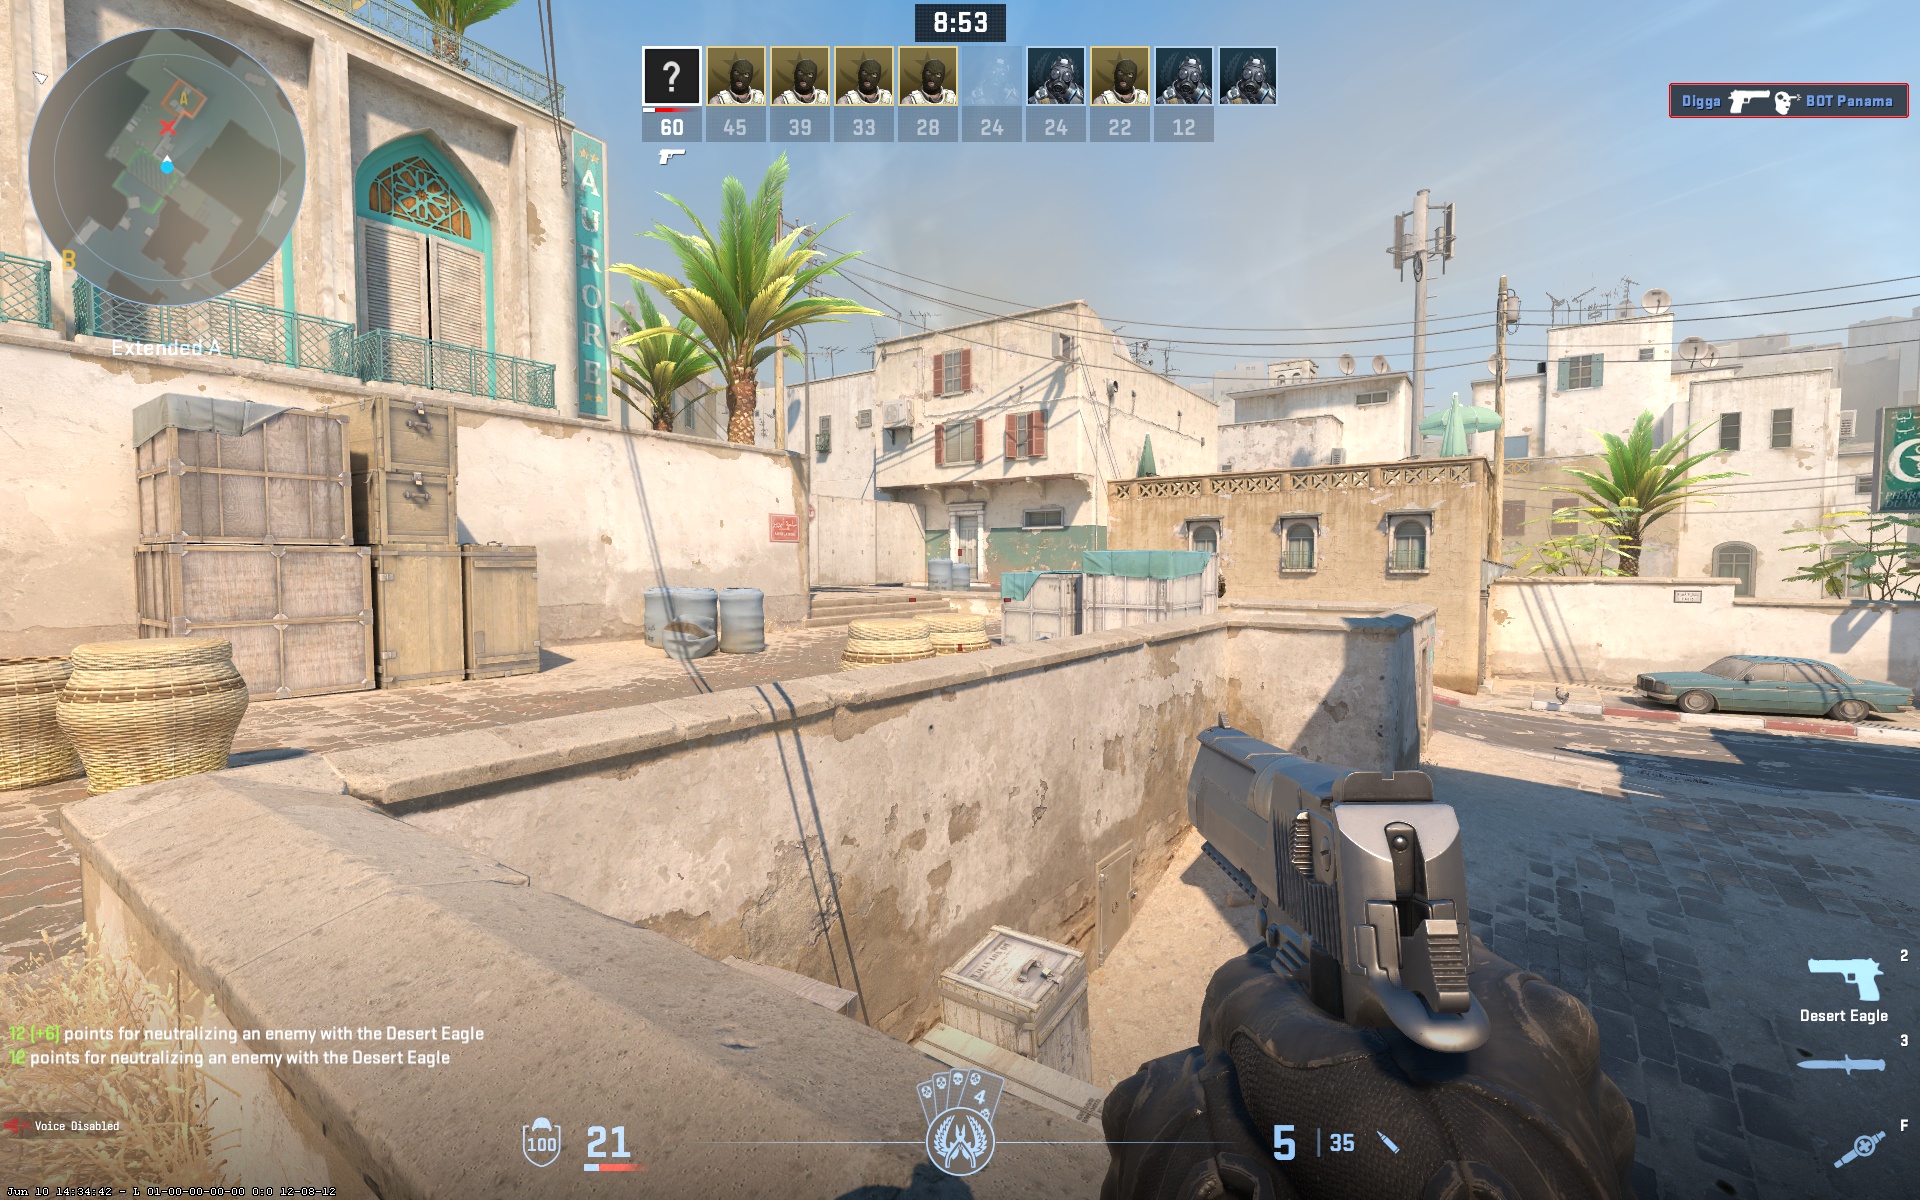 8:53
?
60 45 39 33 28 24 24 22 12
Digga BOT Panama
A
B
Extended A
AURORE
12 (+6) points for neutralizing an enemy with the Desert Eagle
12 points for neutralizing an enemy with the Desert Eagle
Voice Disabled
100 21
4
5 35
2
Desert Eagle
3
F
Jun 10 14:34:42 - L 01-00-00-00-00 0:0 12-08-12